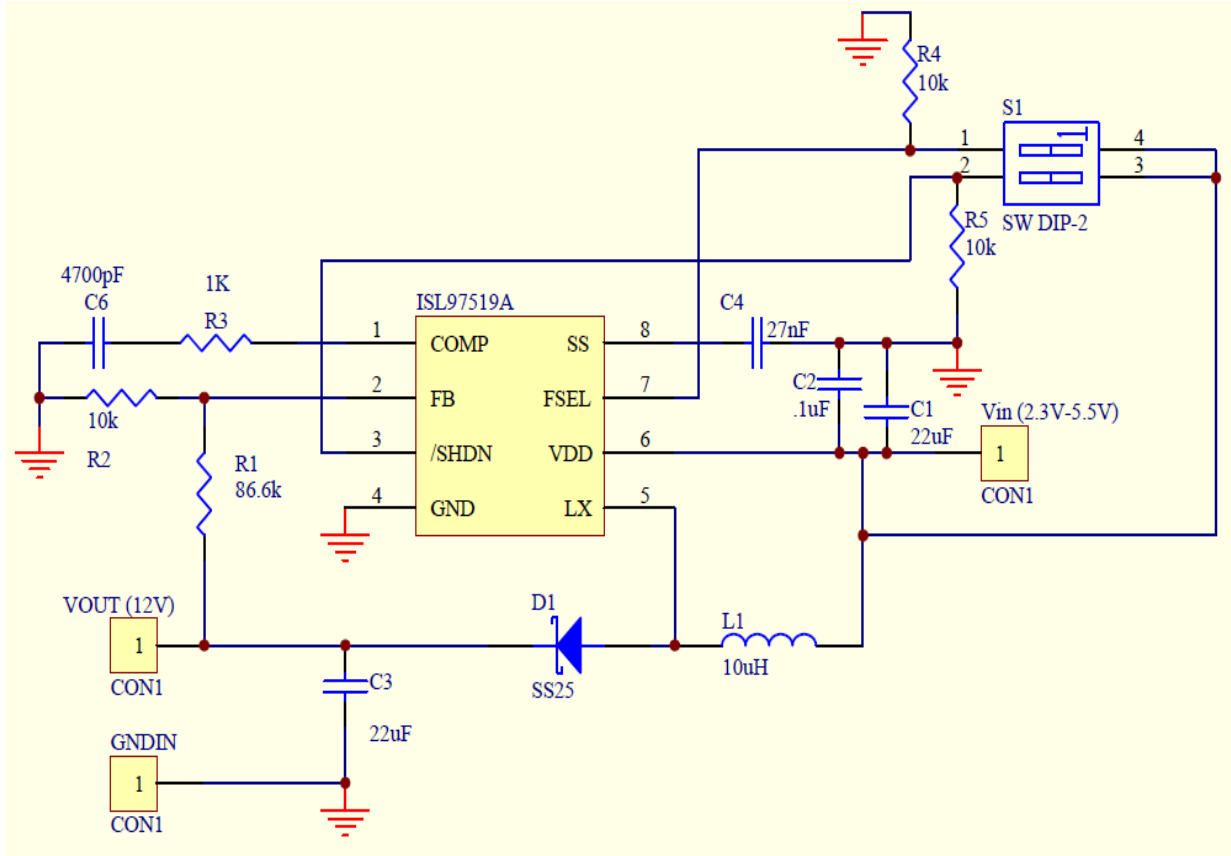 R4
10k
S1
1
2
4
3
SW DIP-2
R5
10k
4700pF
C6
1K
R3
ISL97519A
C4
27nF
1
COMP
SS
8
2
FB
FSEL
7
3
/SHDN
VDD
6
4
GND
LX
5
10k
R2
R1
86.6k
C2
.1uF
C1
22uF
Vin (2.3V-5.5V)
1
CON1
VOUT (12V)
1
CON1
D1
SS25
L1
10uH
C3
22uF
GNDIN
1
CON1